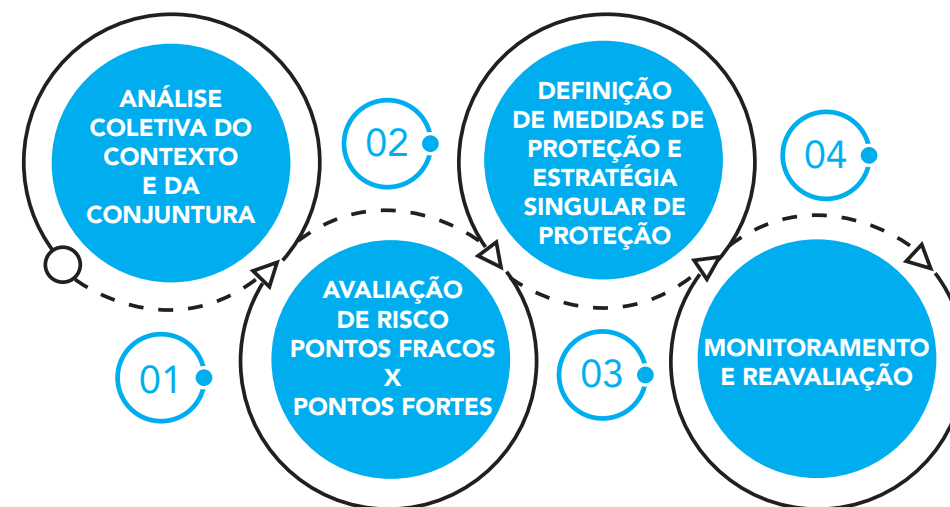 01
ANÁLISE
COLETIVA DO
CONTEXTO
E DA
CONJUNTURA
02
AVALIAÇÃO
DE RISCO
PONTOS FRACOS
X
PONTOS FORTES
03
DEFINIÇÃO
DE MEDIDAS DE
PROTEÇÃO E
ESTRATÉGIA
SINGULAR DE
PROTEÇÃO
04
MONITORAMENTO
E REAVALIAÇÃO